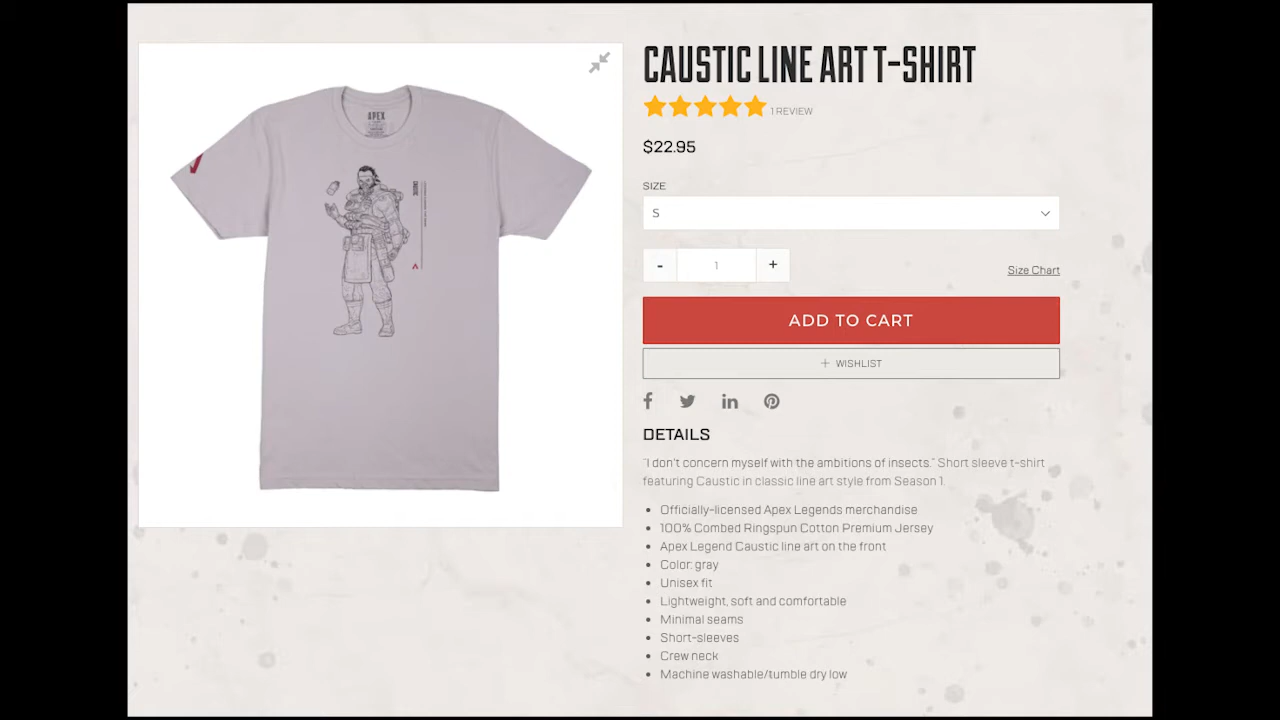 CAUSTIC LINE ART T-SHIRT
1 REVIEW
$22.95
SIZE
S
- 1 +
Size Chart
ADD TO CART
+ WISHLIST
DETAILS
"I don't concern myself with the ambitions of insects." Short sleeve t-shirt
featuring Caustic in classic line art style from Season 1.
• Officially-licensed Apex Legends merchandise
• 100% Combed Ringspun Cotton Premium Jersey
• Apex Legend Caustic line art on the front
• Color: gray
• Unisex fit
• Lightweight, soft and comfortable
• Minimal seams
• Short-sleeves
• Crew neck
• Machine washable/tumble dry low
APEX
CAUSTIC